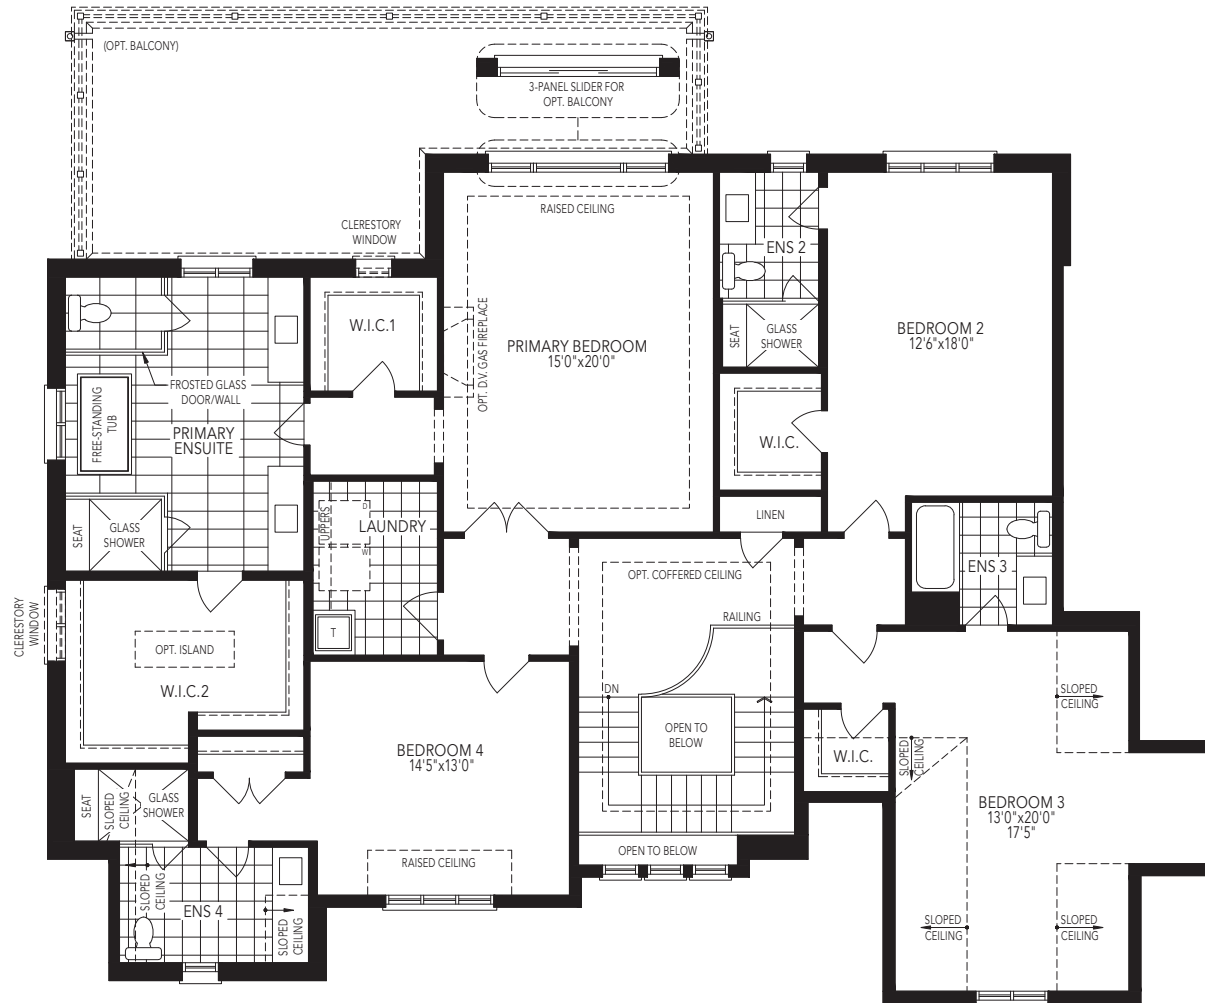 (OPT. BALCONY)
3-PANEL SLIDER FOR
OPT. BALCONY
CLERESTORY
WINDOW
RAISED CEILING
ENS 2
W.I.C.1
OPT. D.V. GAS FIREPLACE
PRIMARY BEDROOM
15'0"x20'0"
SEAT
GLASS
SHOWER
BEDROOM 2
12'6"x18'0"
FROSTED GLASS
DOOR/WALL
FREE-STANDING
TUB
PRIMARY
ENSUITE
W.I.C.
SEAT
GLASS
SHOWER
UPPERS
D
LAUNDRY
W
LINEN
OPT. COFFERED CEILING
ENS 3
CLERESTORY
WINDOW
RAILING
T
OPT. ISLAND
W.I.C.2
DN
SLOPED
CEILING
OPEN TO
BELOW
BEDROOM 4
14'5"x13'0"
W.I.C.
SLOPED
CEILING
SEAT
SLOPED
CEILING
GLASS
SHOWER
BEDROOM 3
13'0"x20'0"
17'5"
OPEN TO BELOW
RAISED CEILING
SLOPED
CEILING
ENS 4
SLOPED
CEILING
SLOPED
CEILING
SLOPED
CEILING